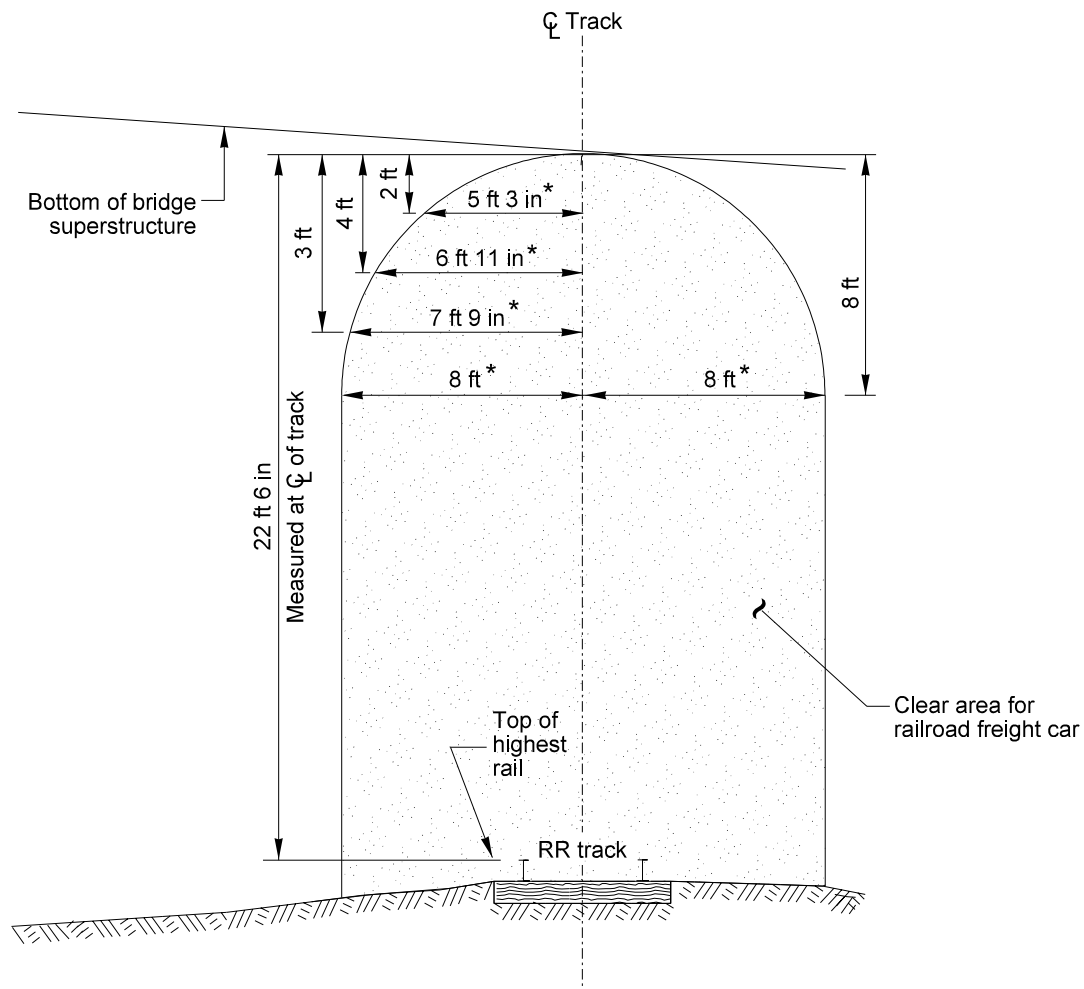 ℄ Track
Bottom of bridge
superstructure
2 ft
4 ft
3 ft
5 ft 3 in*
6 ft 11 in*
7 ft 9 in*
8 ft*
8 ft*
8 ft
22 ft 6 in
Measured at ℄ of track
Clear area for
railroad freight car
Top of
highest
rail
RR track